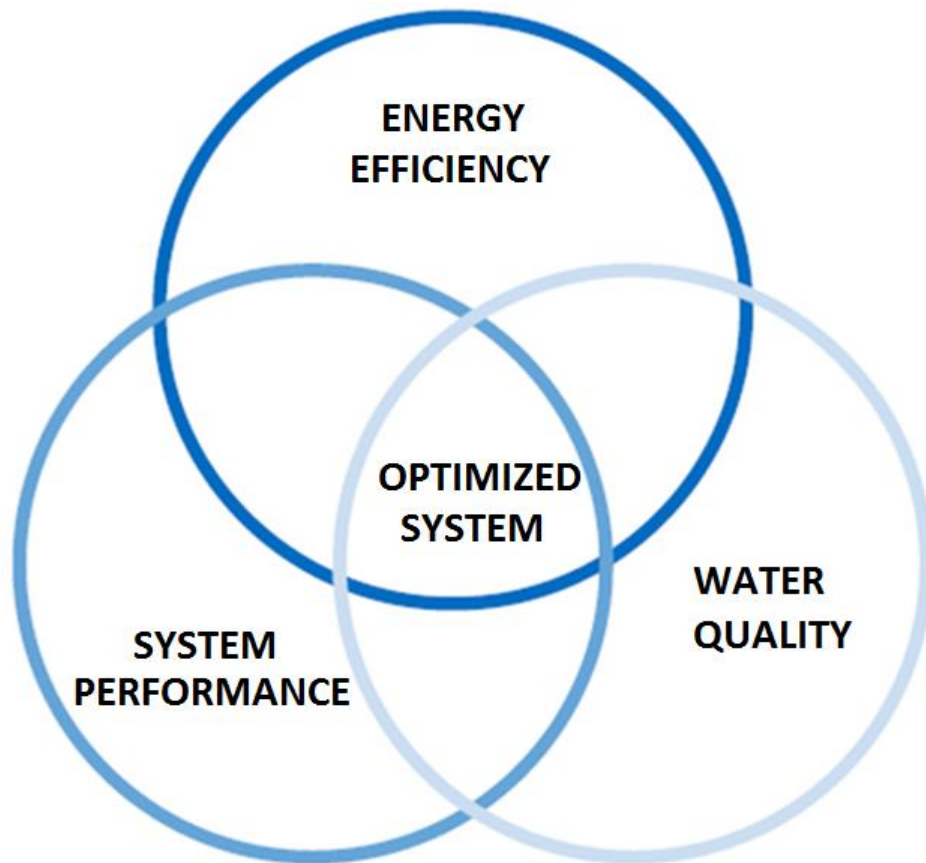 ENERGY
EFFICIENCY
OPTIMIZED
SYSTEM
WATER
QUALITY
SYSTEM
PERFORMANCE